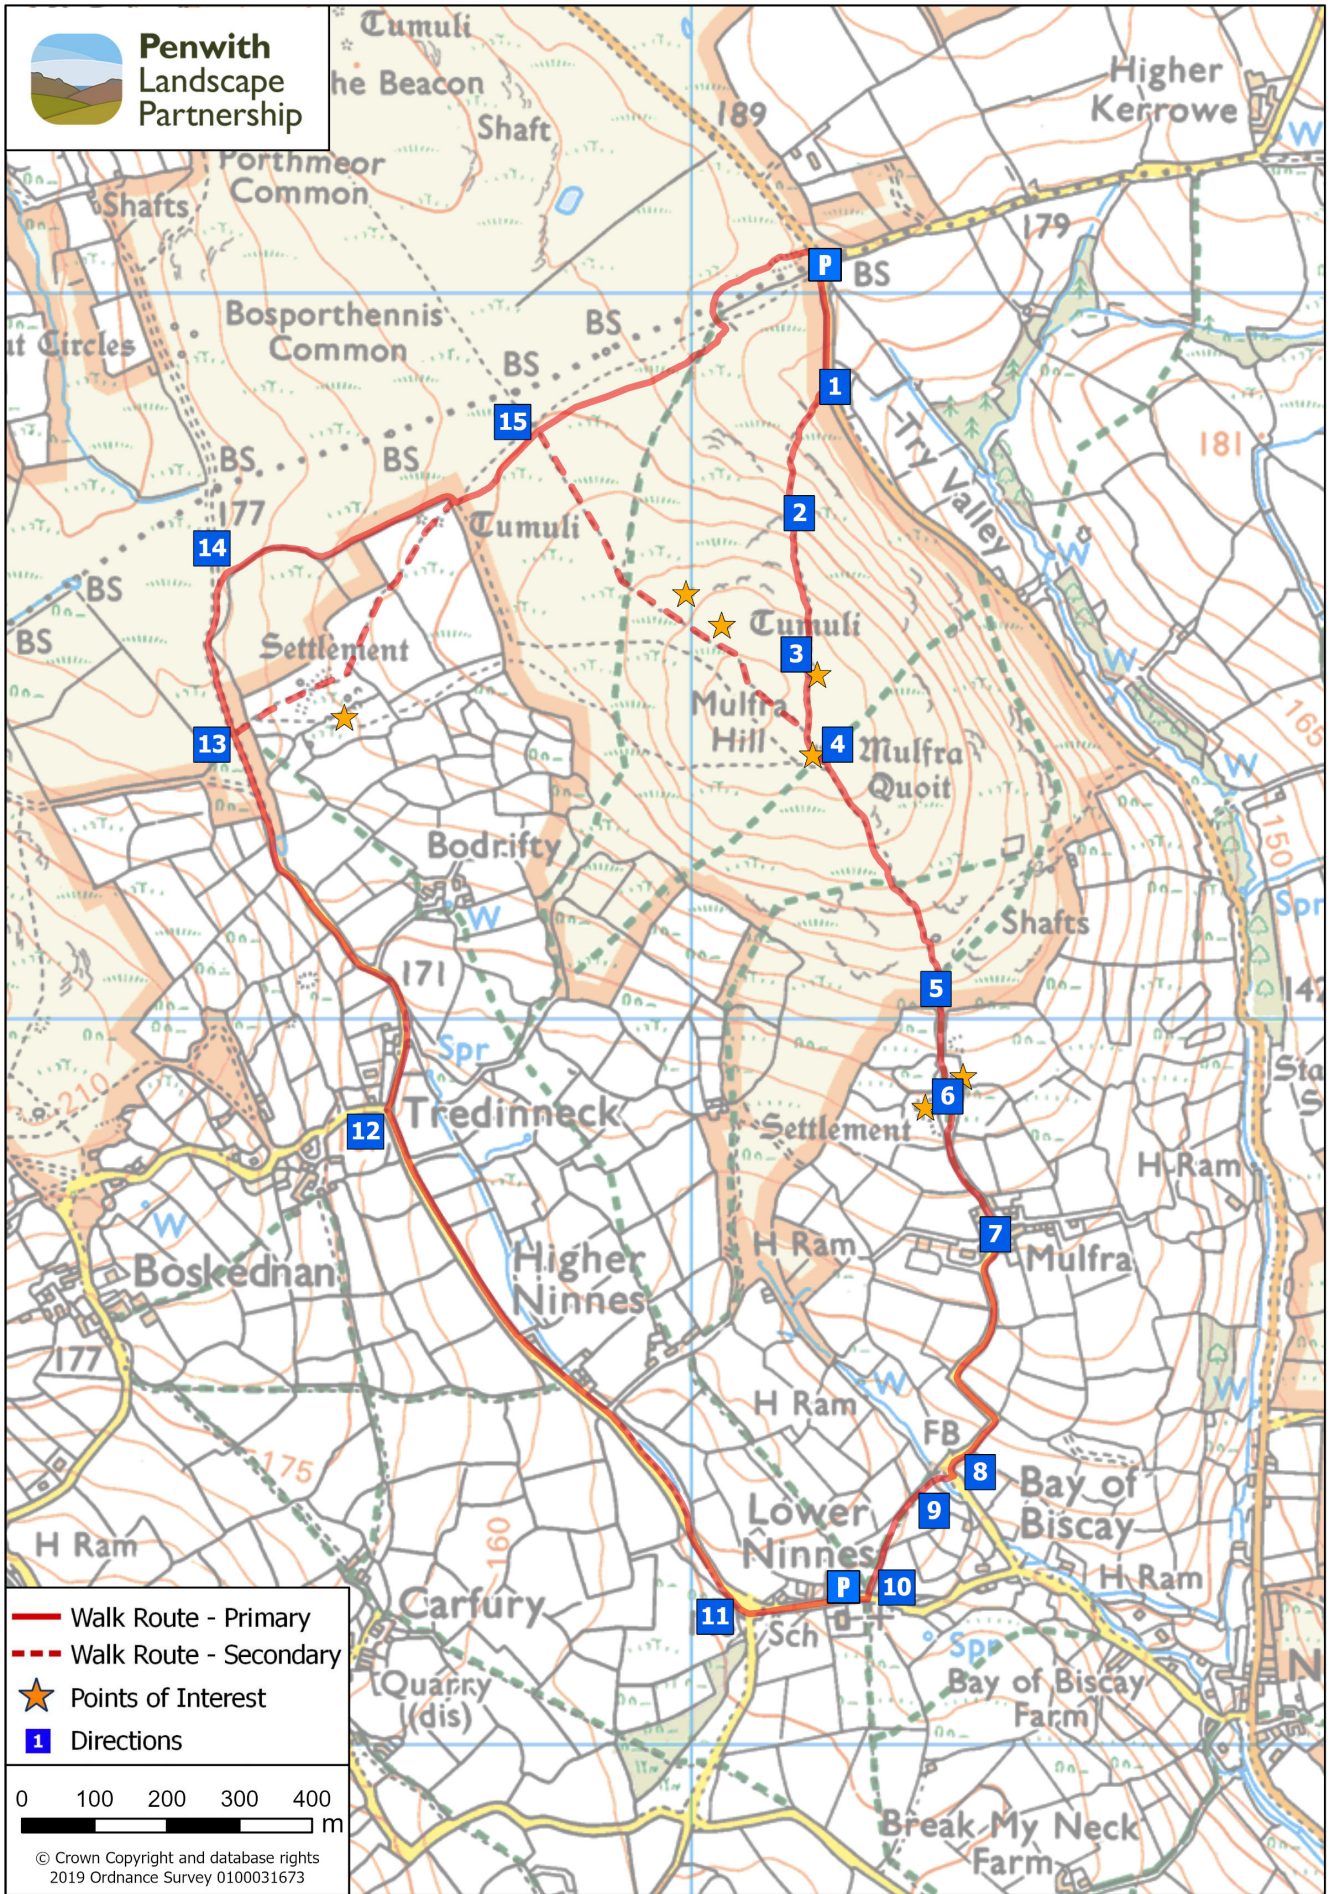 Penwith
Landscape
Partnership
Tumuli
he Beacon
Shaft
Porthmeor
Common
Shafts
189
Higher
Kerrowe
W
179
P
BS
Bosporthennis
Common
BS
BS
ut Circles
1
15
Try Valley
181
BS
BS
177
2
Tumuli
14
W
BS
BS
Settlement
Tumuli
3
W
165
Mulfra
Hill
4
Mulfra
Quoit
13
W
150
Bodrifty
W
Shafts
Spr
171
5
142
Spr
Sta
S
210
6
Tredinneck
12
Settlement
H Ram
W
7
Boskednan
Higher
Ninnes
H Ram
Mulfra
177
W
W
H Ram
FB
175
8
Bay of
Biscay
9
Lower
Ninnes
160
H Ram
P
10
H Ram
Carfury
11
Sch
Spr
N
Quarry
(dis)
Bay of Biscay
Farm
Break My Neck
Farm
Walk Route - Primary
Walk Route - Secondary
Points of Interest
1 Directions
0 100 200 300 400
m
© Crown Copyright and database rights
2019 Ordnance Survey 0100031673